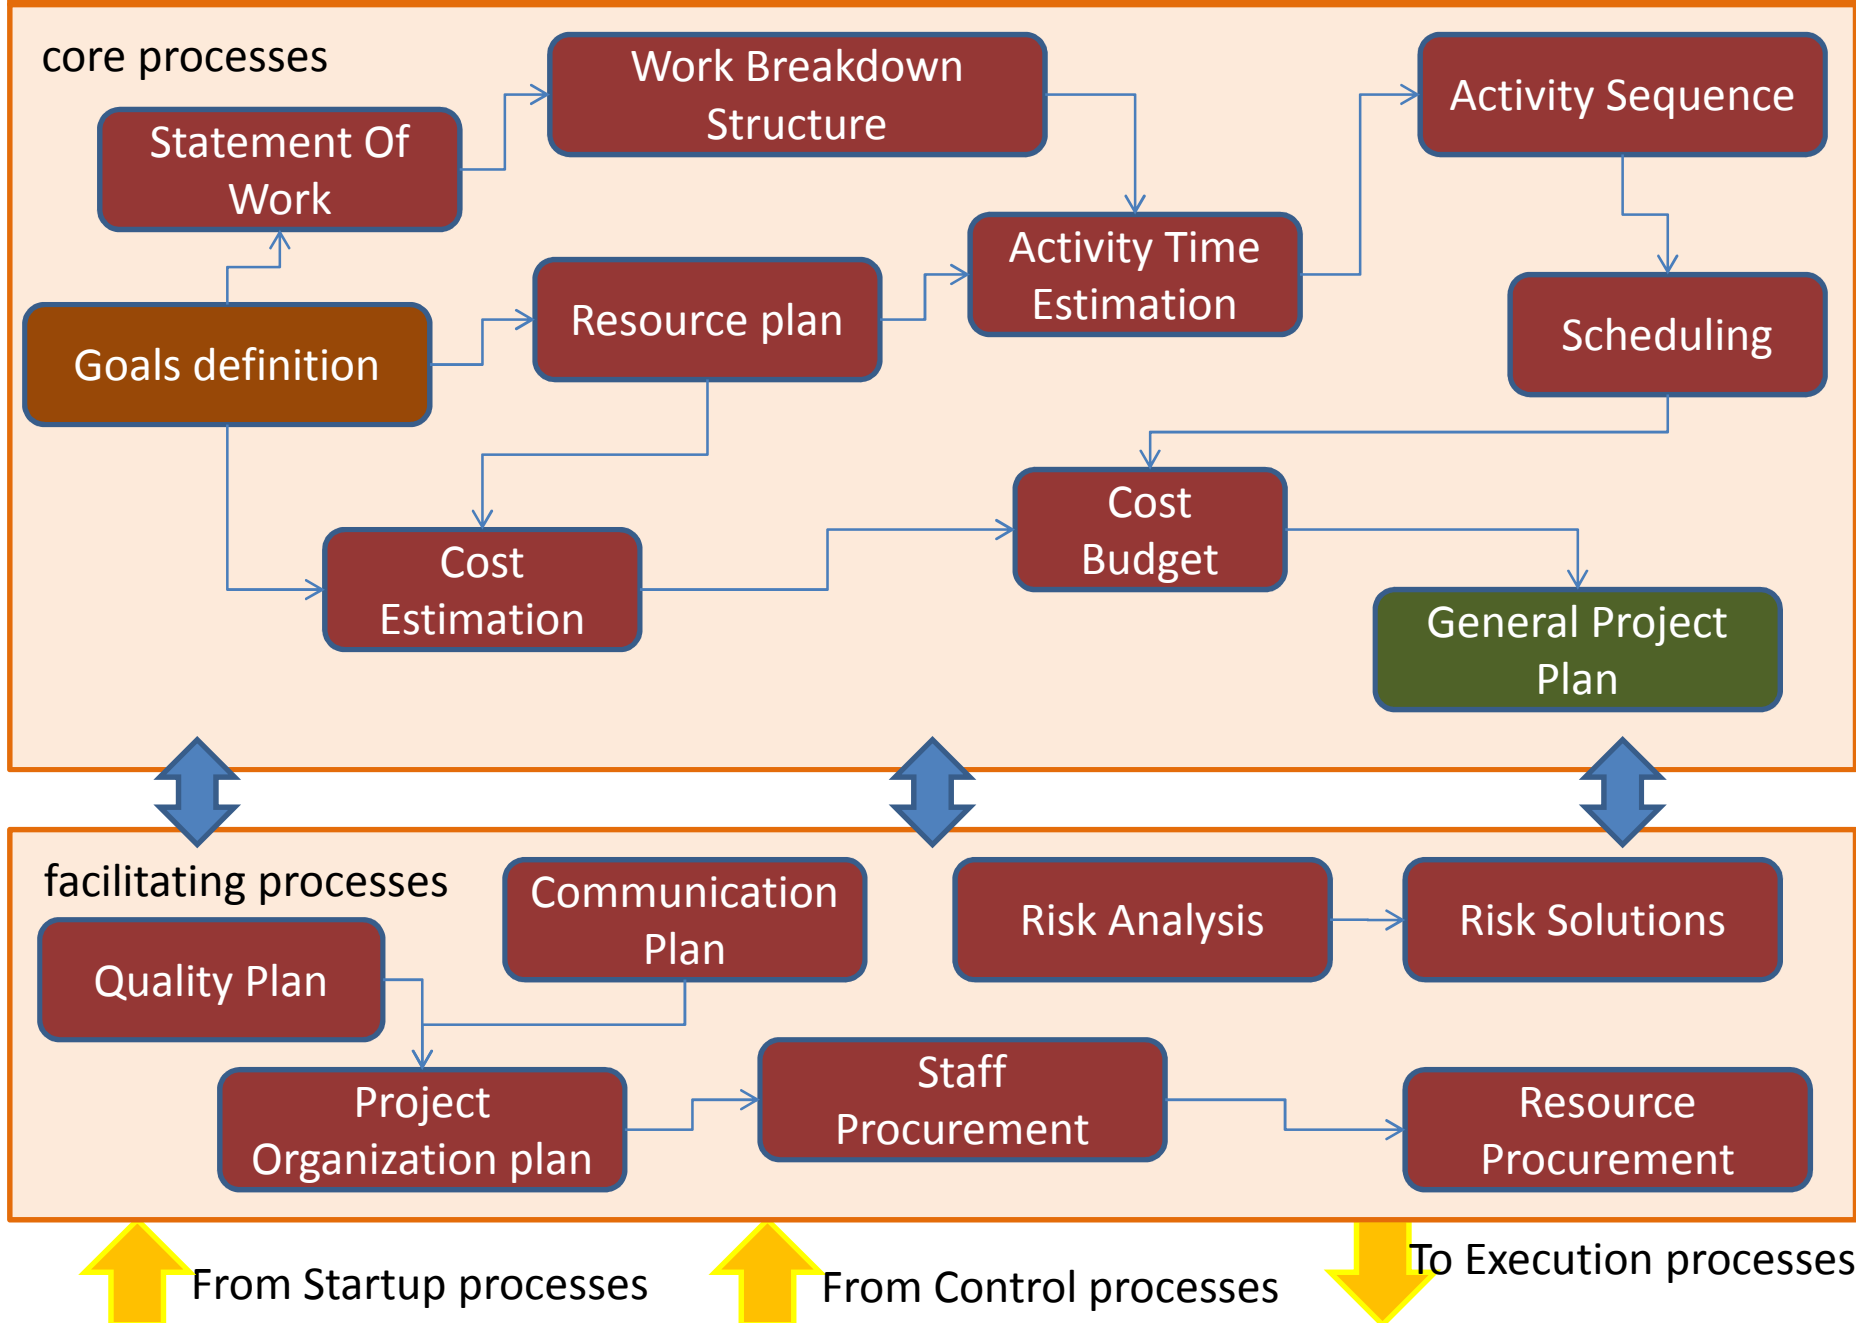 core processes
Work Breakdown
Structure
Activity Sequence
Statement Of
Work
Activity Time
Estimation
Resource plan
Scheduling
Goals definition
Cost
Budget
Cost
Estimation
General Project
Plan
facilitating processes
Communication
Plan
Risk Analysis
Risk Solutions
Quality Plan
Staff
Procurement
Project
Organization plan
Resource
Procurement
From Startup processes
From Control processes
To Execution processes